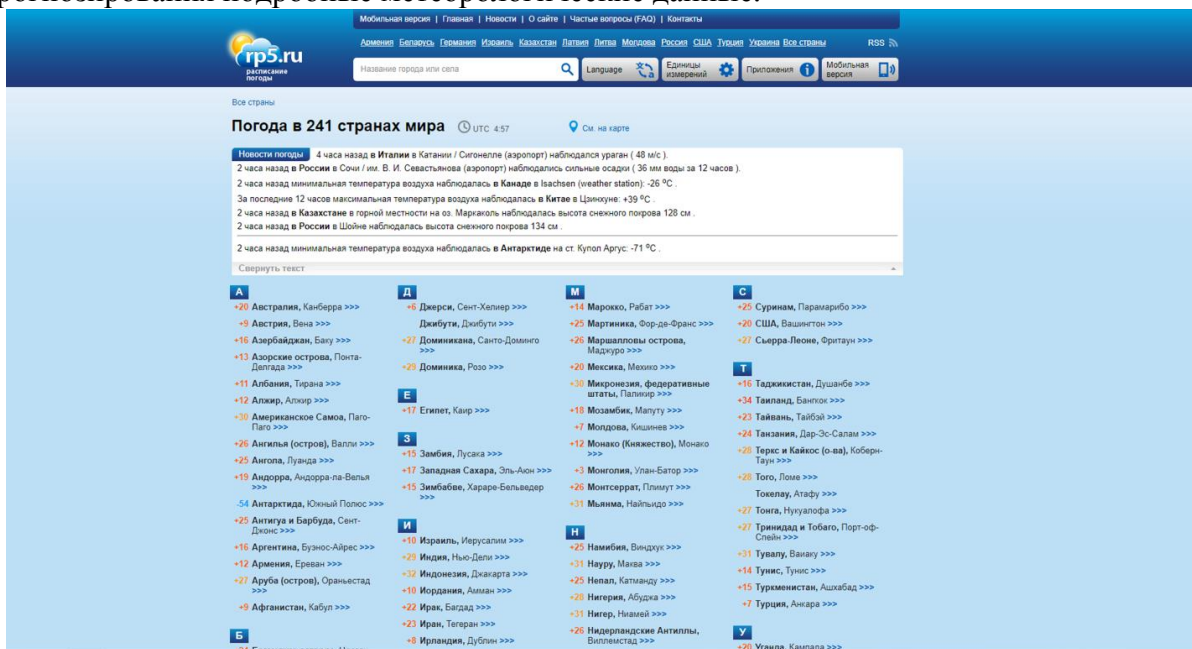 рогнозирования подробные метеорологические данные.
Мобильная версия | Главная | Новости | О сайте | Частые вопросы (FAQ) | Контакты
Армения Беларусь Германия Израиль Казахстан Латвия Литва Молдова Россия США Турция Украина Все страны
RSS
rp5.ru
расписание
погоды
Название города или села
Language
Единицы
измерений
Приложения
Мобильная
версия
Все страны
Погода в 241 странах мира
UTC 4:57
См. на карте
Новости погоды 4 часа назад в Италии в Катании / Сигонелле (аэропорт) наблюдался ураган ( 48 м/с ).
2 часа назад в России в Сочи / им. В. И. Севастьянова (аэропорт) наблюдались сильные осадки ( 36 мм воды за 12 часов ).
2 часа назад минимальная температура воздуха наблюдалась в Канаде в Isachsen (weather station): -26 °C .
За последние 12 часов максимальная температура воздуха наблюдалась в Китае в Цзинхуне: +39 °C .
2 часа назад в Казахстане в горной местности на оз. Маркаколь наблюдалась высота снежного покрова 128 см .
2 часа назад в России в Шойне наблюдалась высота снежного покрова 134 см .
2 часа назад минимальная температура воздуха наблюдалась в Антарктиде на ст. Купол Аргус: -71 °C .
Свернуть текст
А
+20 Австралия, Канберра >>>
+9 Австрия, Вена >>>
+16 Азербайджан, Баку >>>
+13 Азорские острова, Понта-
Делгада >>>
+11 Албания, Тирана >>>
+12 Алжир, Алжир >>>
+30 Американское Самоа, Паго-
Паго >>>
+26 Ангилья (остров), Валли >>>
+25 Ангола, Луанда >>>
+19 Андорра, Андорра-ла-Велья
>>>
-54 Антарктида, Южный Полюс >>>
+25 Антигуа и Барбуда, Сент-
Джонс >>>
+16 Аргентина, Буэнос-Айрес >>>
+12 Армения, Ереван >>>
+27 Аруба (остров), Ораньестад
>>>
+9 Афганистан, Кабул >>>
Б
Д
+6 Джерси, Сент-Хелиер >>>
Джибути, Джибути >>>
+27 Доминикана, Санто-Доминго
>>>
+29 Доминика, Розо >>>
Е
+17 Египет, Каир >>>
З
+15 Замбия, Лусака >>>
+17 Западная Сахара, Эль-Аюн >>>
+15 Зимбабве, Хараре-Бельведер
>>>
И
+10 Израиль, Иерусалим >>>
+29 Индия, Нью-Дели >>>
+32 Индонезия, Джакарта >>>
+10 Иордания, Амман >>>
+22 Ирак, Багдад >>>
+23 Иран, Тегеран >>>
+8 Ирландия, Дублин >>>
М
+14 Марокко, Рабат >>>
+25 Мартиника, Фор-де-Франс >>>
+26 Маршалловы острова,
Маджуро >>>
+20 Мексика, Мехико >>>
+30 Микронезия, федеративные
штаты, Паликир >>>
+18 Мозамбик, Мапуту >>>
+7 Молдова, Кишинев >>>
+12 Монако (Княжество), Монако
>>>
+3 Монголия, Улан-Батор >>>
+26 Монтсеррат, Плимут >>>
+31 Мьянма, Найпьидо >>>
Н
+25 Намибия, Виндхук >>>
+31 Науру, Маква >>>
+25 Непал, Катманду >>>
+28 Нигерия, Абуджа >>>
+31 Нигер, Ниамей >>>
+26 Нидерландские Антиллы,
Виллемстад >>>
С
+25 Суринам, Парамарибо >>>
+20 США, Вашингтон >>>
+27 Сьерра-Леоне, Фритаун >>>
Т
+16 Таджикистан, Душанбе >>>
+34 Таиланд, Бангкок >>>
+23 Тайвань, Тайбэй >>>
+24 Танзания, Дар-Эс-Салам >>>
+28 Теркс и Кайкос (о-ва), Коберн-
Таун >>>
+28 Того, Ломе >>>
Токелау, Атафу >>>
+27 Тонга, Нукуалофа >>>
+27 Тринидад и Тобаго, Порт-оф-
Спейн >>>
+31 Тувалу, Ваиаку >>>
+14 Тунис, Тунис >>>
+15 Туркменистан, Ашхабад >>>
+7 Турция, Анкара >>>
У
+20 Уганда, Кампала >>>